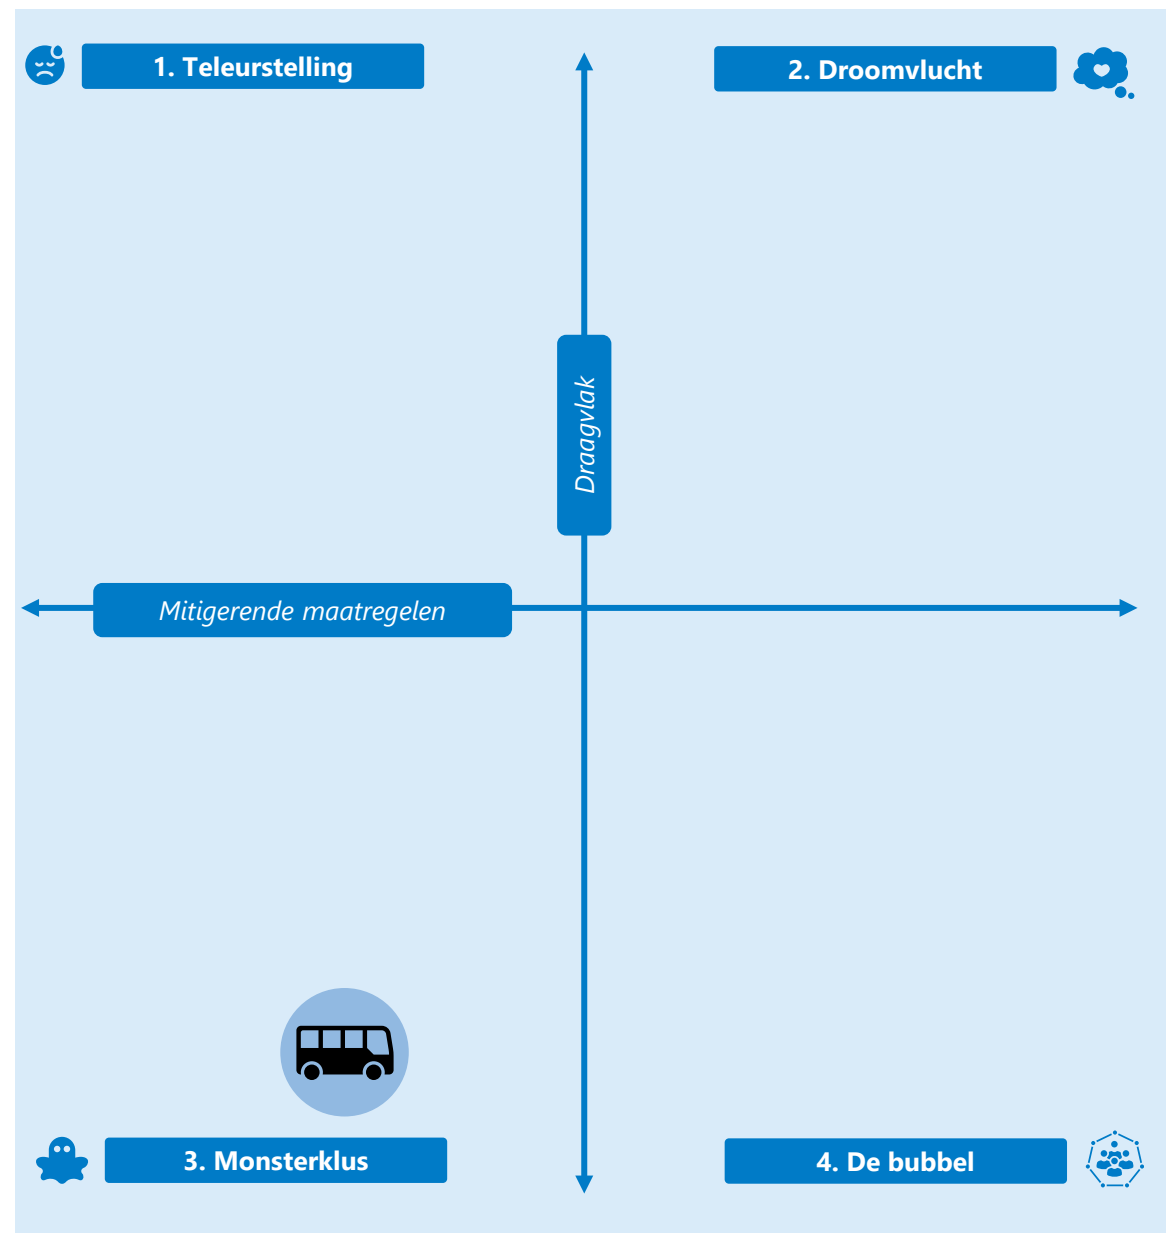 1. Teleurstelling
2. Droomvlucht
Draagvlak
Mitigerende maatregelen
3. Monsterklus
4. De bubbel